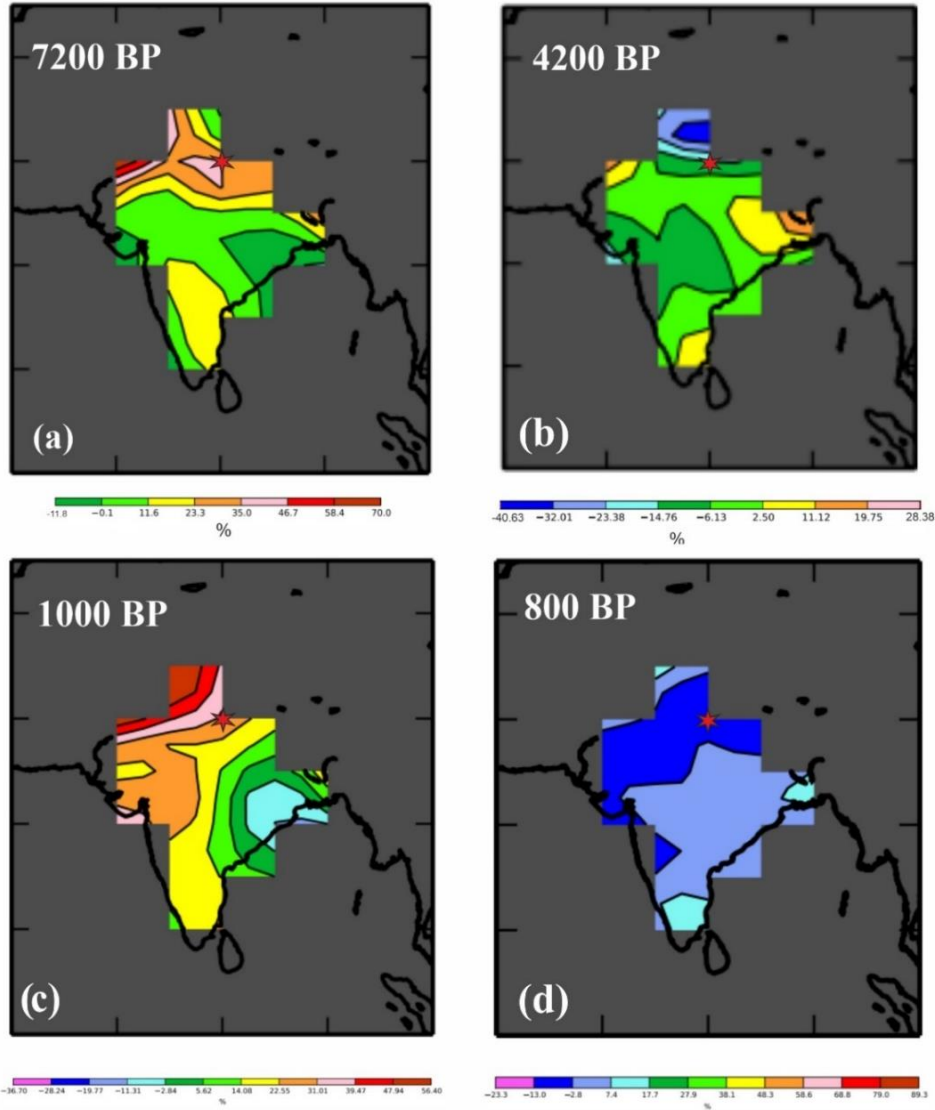 7200 BP
4200 BP
(a)
(b)
-11.8 -0.1 11.6 23.3 35.0 46.7 58.4 70.0
%
-40.63 -32.01 -23.38 -14.76 -6.13 2.50 11.12 19.75 28.38
%
1000 BP
800 BP
(c)
(d)
-36.70 -28.24 -19.77 -11.31 -2.84 5.62 14.08 22.55 31.01 39.47 47.94 56.40
%
-23.3 -13.0 -2.8 7.4 17.7 27.9 38.1 48.3 58.6 68.8 79.0 89.3
%